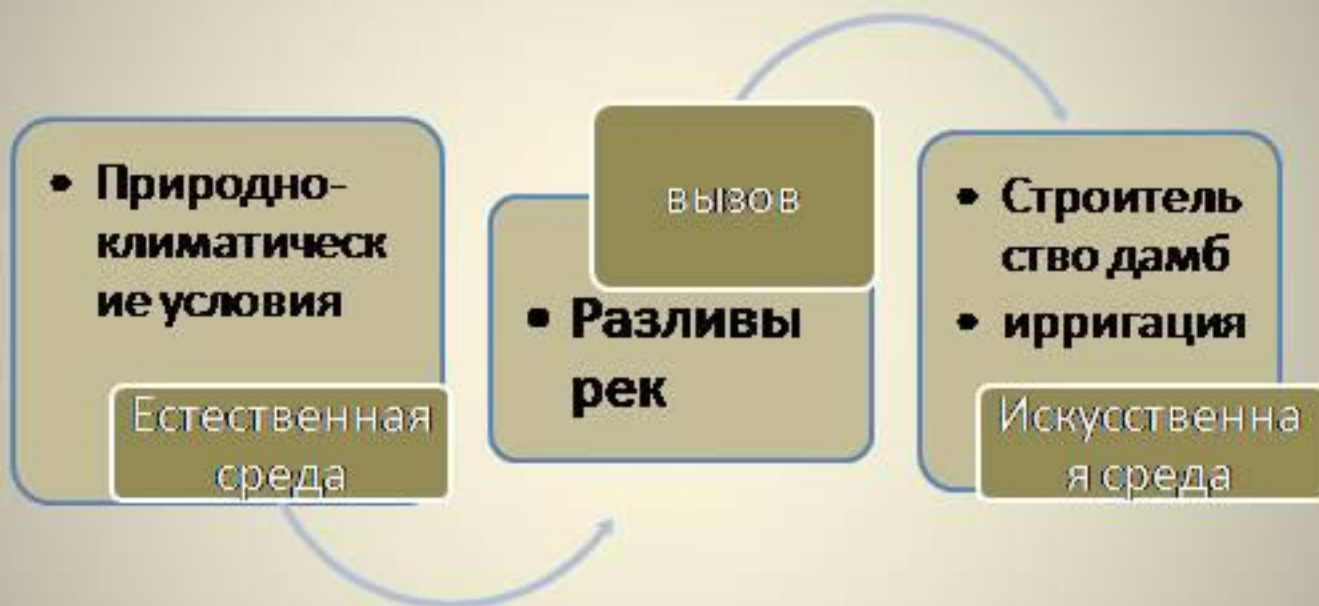 • Природно-
климатическ
ие условия
Естественная
среда
вызов
• Разливы
рек
• Строитель
ство дамб
• ирригация
Искусственна
я среда